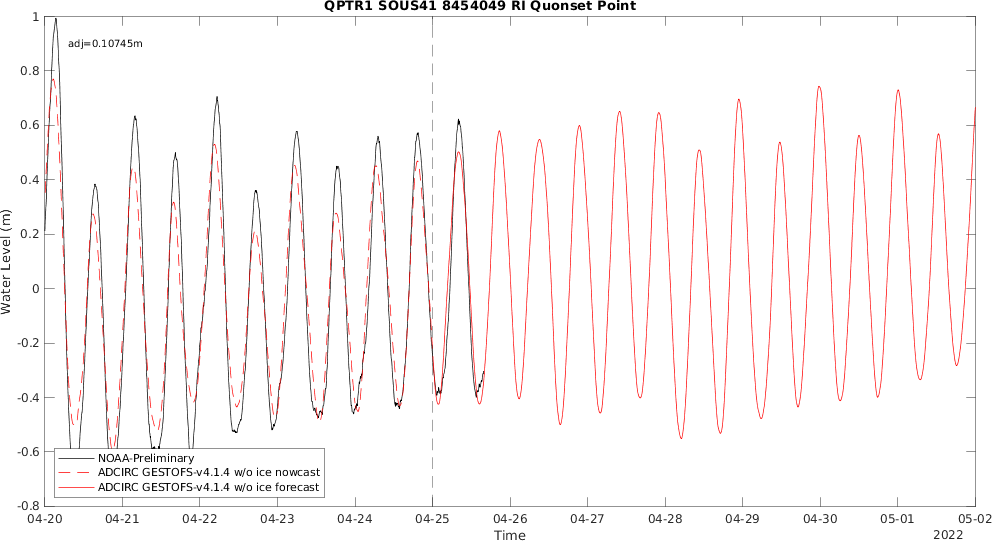 QPTR1 SOUS41 8454049 RI Quonset Point
adj=0.10745m
Water Level (m)
1
0.8
0.6
0.4
0.2
0
-0.2
-0.4
-0.6
-0.8
NOAA-Preliminary
ADCIRC GESTOFS-v4.1.4 w/o ice nowcast
ADCIRC GESTOFS-v4.1.4 w/o ice forecast
04-20 04-21 04-22 04-23 04-24 04-25 04-26 04-27 04-28 04-29 04-30 05-01 05-02
Time
2022